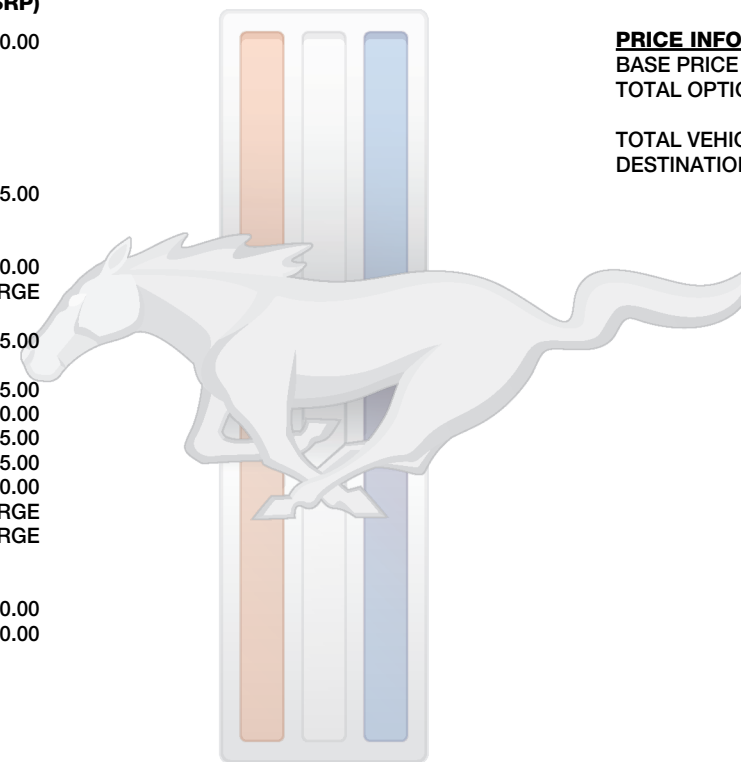 SRP)
0.00
5.00
0.00
RGE
5.00
5.00
0.00
5.00
5.00
0.00
RGE
RGE
0.00
0.00
PRICE INFO
BASE PRICE
TOTAL OPTIO
TOTAL VEHIC
DESTINATION